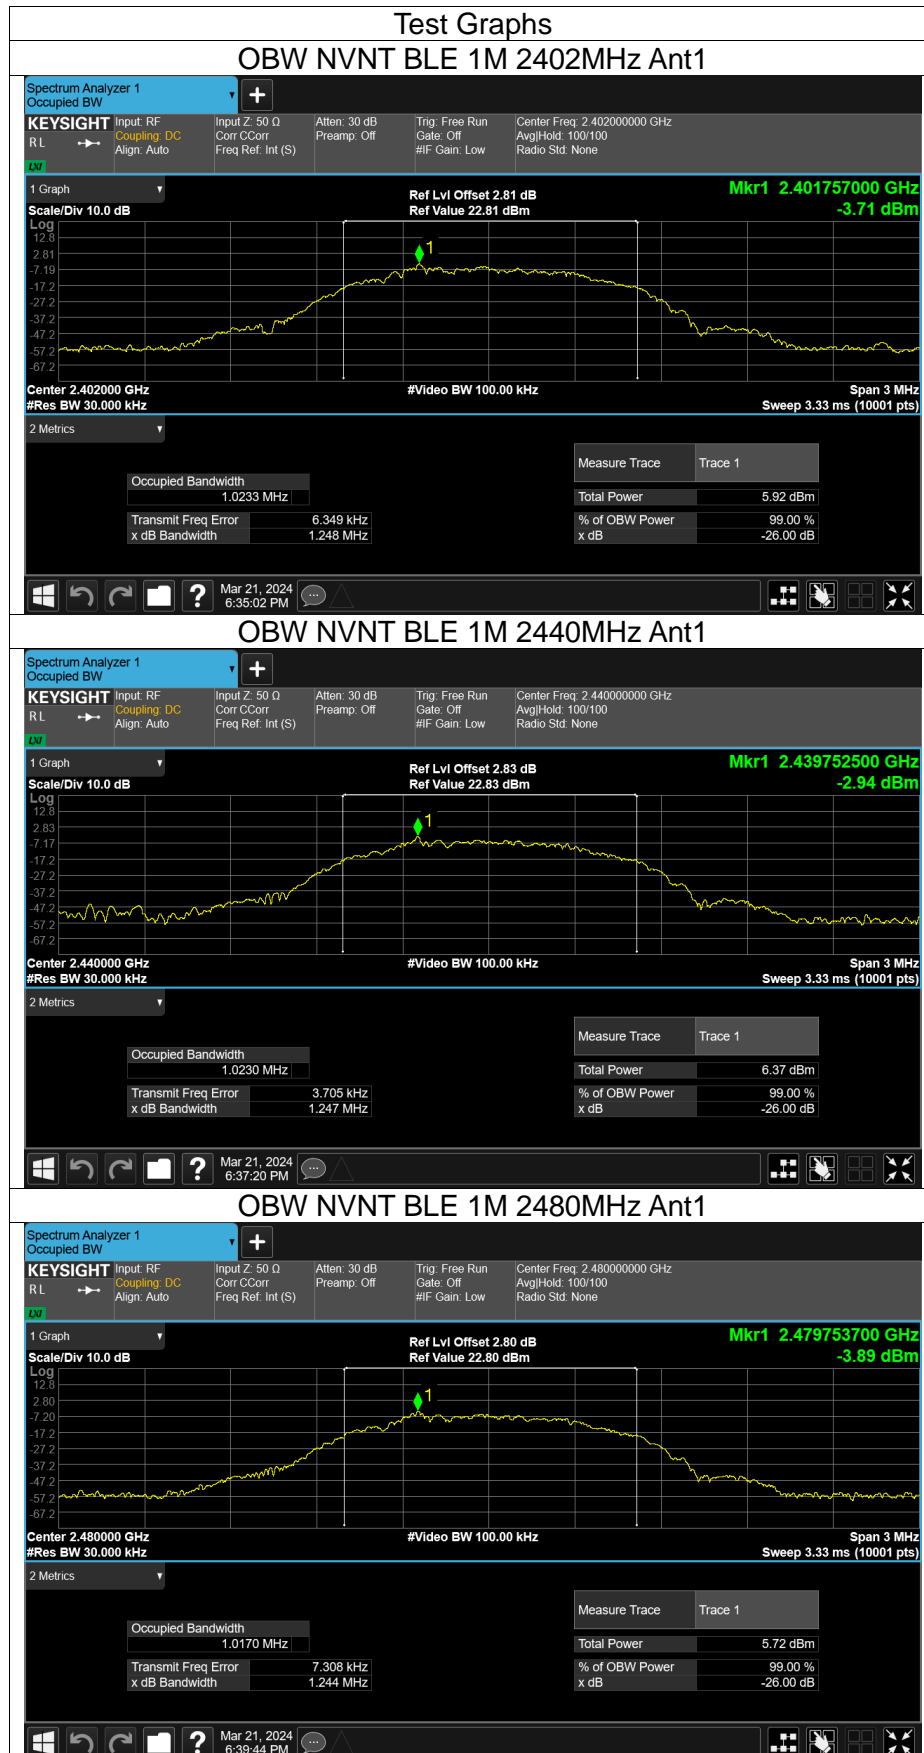 Test Graphs
OBW NVNT BLE 1M 2402MHz Ant1
Spectrum Analyzer 1
Occupied BW
KEYSIGHT Input: RF Input Z: 50 Ω Atten: 30 dB Trig: Free Run Center Freq: 2.402000000 GHz
R L Coupling: DC Corr CCorr Preamp: Off Gate: Off Avg|Hold: 100/100
Align: Auto Freq Ref: Int (S) #IF Gain: Low Radio Std: None
LXI
1 Graph
Ref Lvl Offset 2.81 dB Mkr1 2.401757000 GHz
Scale/Div 10.0 dB Ref Value 22.81 dBm -3.71 dBm
Log
12.8
1
2.81
-7.19
-17.2
-27.2
-37.2
-47.2
-57.2
-67.2
Center 2.402000 GHz #Video BW 100.00 kHz Span 3 MHz
#Res BW 30.000 kHz Sweep 3.33 ms (10001 pts)
2 Metrics
Measure Trace Trace 1
Occupied Bandwidth
1.0233 MHz Total Power 5.92 dBm
Transmit Freq Error 6.349 kHz % of OBW Power 99.00 %
x dB Bandwidth 1.248 MHz x dB -26.00 dB
Mar 21, 2024
6:35:02 PM
OBW NVNT BLE 1M 2440MHz Ant1
Spectrum Analyzer 1
Occupied BW
KEYSIGHT Input: RF Input Z: 50 Ω Atten: 30 dB Trig: Free Run Center Freq: 2.440000000 GHz
R L Coupling: DC Corr CCorr Preamp: Off Gate: Off Avg|Hold: 100/100
Align: Auto Freq Ref: Int (S) #IF Gain: Low Radio Std: None
LXI
1 Graph
Ref Lvl Offset 2.83 dB Mkr1 2.439752500 GHz
Scale/Div 10.0 dB Ref Value 22.83 dBm -2.94 dBm
Log
12.8
1
2.83
-7.17
-17.2
-27.2
-37.2
-47.2
-57.2
-67.2
Center 2.440000 GHz #Video BW 100.00 kHz Span 3 MHz
#Res BW 30.000 kHz Sweep 3.33 ms (10001 pts)
2 Metrics
Measure Trace Trace 1
Occupied Bandwidth
1.0230 MHz Total Power 6.37 dBm
Transmit Freq Error 3.705 kHz % of OBW Power 99.00 %
x dB Bandwidth 1.247 MHz x dB -26.00 dB
Mar 21, 2024
6:37:20 PM
OBW NVNT BLE 1M 2480MHz Ant1
Spectrum Analyzer 1
Occupied BW
KEYSIGHT Input: RF Input Z: 50 Ω Atten: 30 dB Trig: Free Run Center Freq: 2.480000000 GHz
R L Coupling: DC Corr CCorr Preamp: Off Gate: Off Avg|Hold: 100/100
Align: Auto Freq Ref: Int (S) #IF Gain: Low Radio Std: None
LXI
1 Graph
Ref Lvl Offset 2.80 dB Mkr1 2.479753700 GHz
Scale/Div 10.0 dB Ref Value 22.80 dBm -3.89 dBm
Log
12.8
1
2.80
-7.20
-17.2
-27.2
-37.2
-47.2
-57.2
-67.2
Center 2.480000 GHz #Video BW 100.00 kHz Span 3 MHz
#Res BW 30.000 kHz Sweep 3.33 ms (10001 pts)
2 Metrics
Measure Trace Trace 1
Occupied Bandwidth
1.0170 MHz Total Power 5.72 dBm
Transmit Freq Error 7.308 kHz % of OBW Power 99.00 %
x dB Bandwidth 1.244 MHz x dB -26.00 dB
Mar 21, 2024
6:39:44 PM